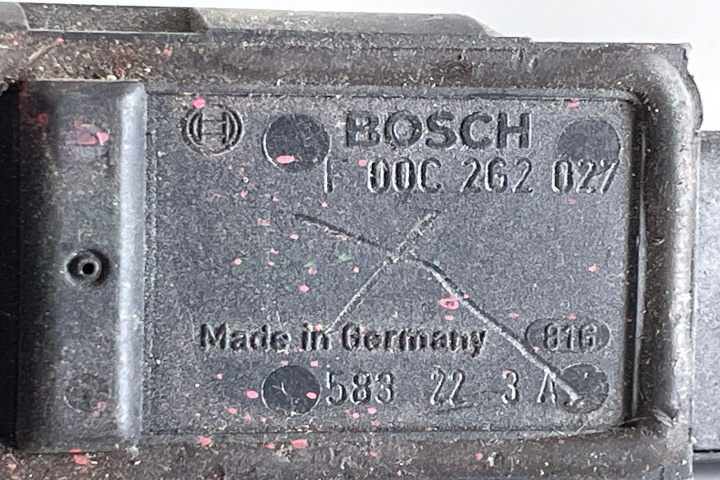 BOSCH
F 00C 262 027
Made in Germany 816
583 22 3 A